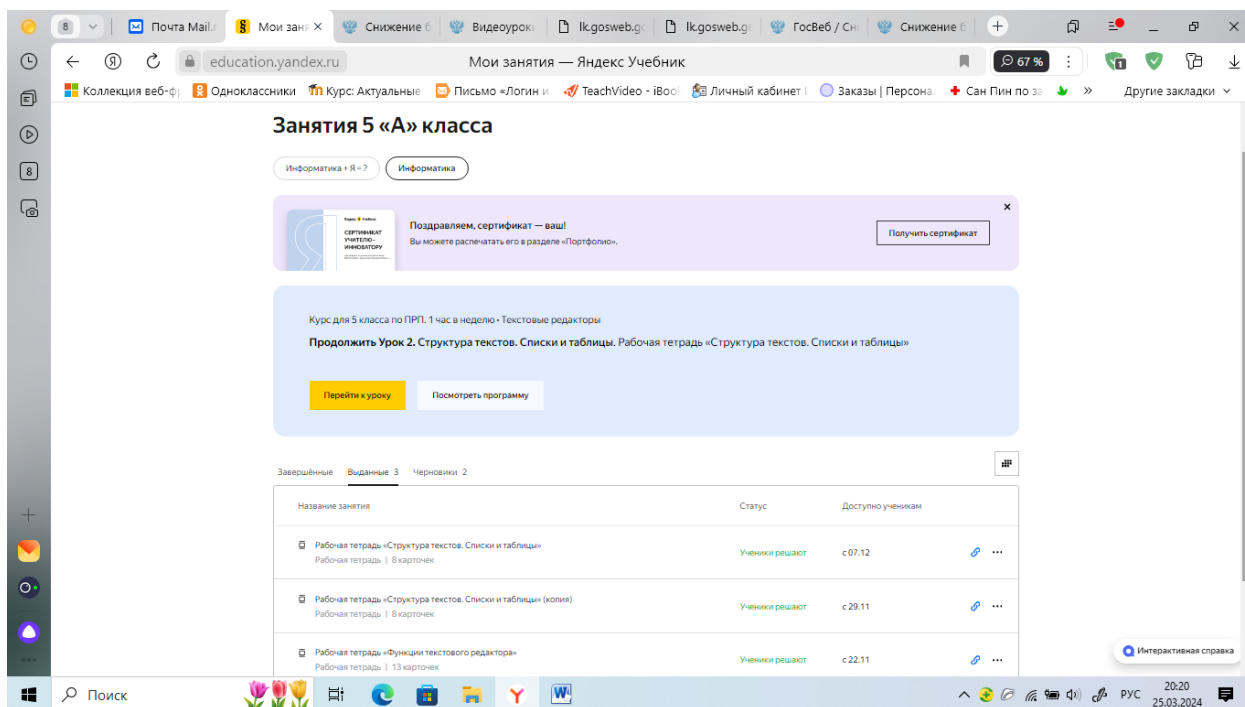 8
Почта Mail.r
Мои заня
Снижение б
Видеоурок
lk.gosweb.go
lk.gosweb.go
ГосВеб / Сн
Снижение б
Я
education.yandex.ru
Мои занятия — Яндекс Учебник
67 %
1
Коллекция веб-ф
Одноклассники
Курс: Актуальные
Письмо «Логин и
TeachVideo - iBoo
Личный кабинет
Заказы | Персона
Сан Пин по за
»
Другие закладки
8
Занятия 5 «А» класса
Информатика + Я = ?
Информатика
СЕРТИФИКАТ
УЧИТЕЛЮ-
ИННОВАТОРУ
Поздравляем, сертификат — ваш!
Вы можете распечатать его в разделе «Портфолио».
Получить сертификат
Курс для 5 класса по ПРП. 1 час в неделю • Текстовые редакторы
Продолжить Урок 2. Структура текстов. Списки и таблицы. Рабочая тетрадь «Структура текстов. Списки и таблицы»
Перейти к уроку
Посмотреть программу
Завершённые
Выданные 3
Черновики 2
Название занятия
Статус
Доступно ученикам
Рабочая тетрадь «Структура текстов. Списки и таблицы»
Рабочая тетрадь | 8 карточек
Ученики решают
с 07.12
Рабочая тетрадь «Структура текстов. Списки и таблицы» (копия)
Рабочая тетрадь | 8 карточек
Ученики решают
с 29.11
Рабочая тетрадь «Функции текстового редактора»
Рабочая тетрадь | 13 карточек
Ученики решают
с 22.11
Интерактивная справка
Поиск
РУС
20:20
25.03.2024